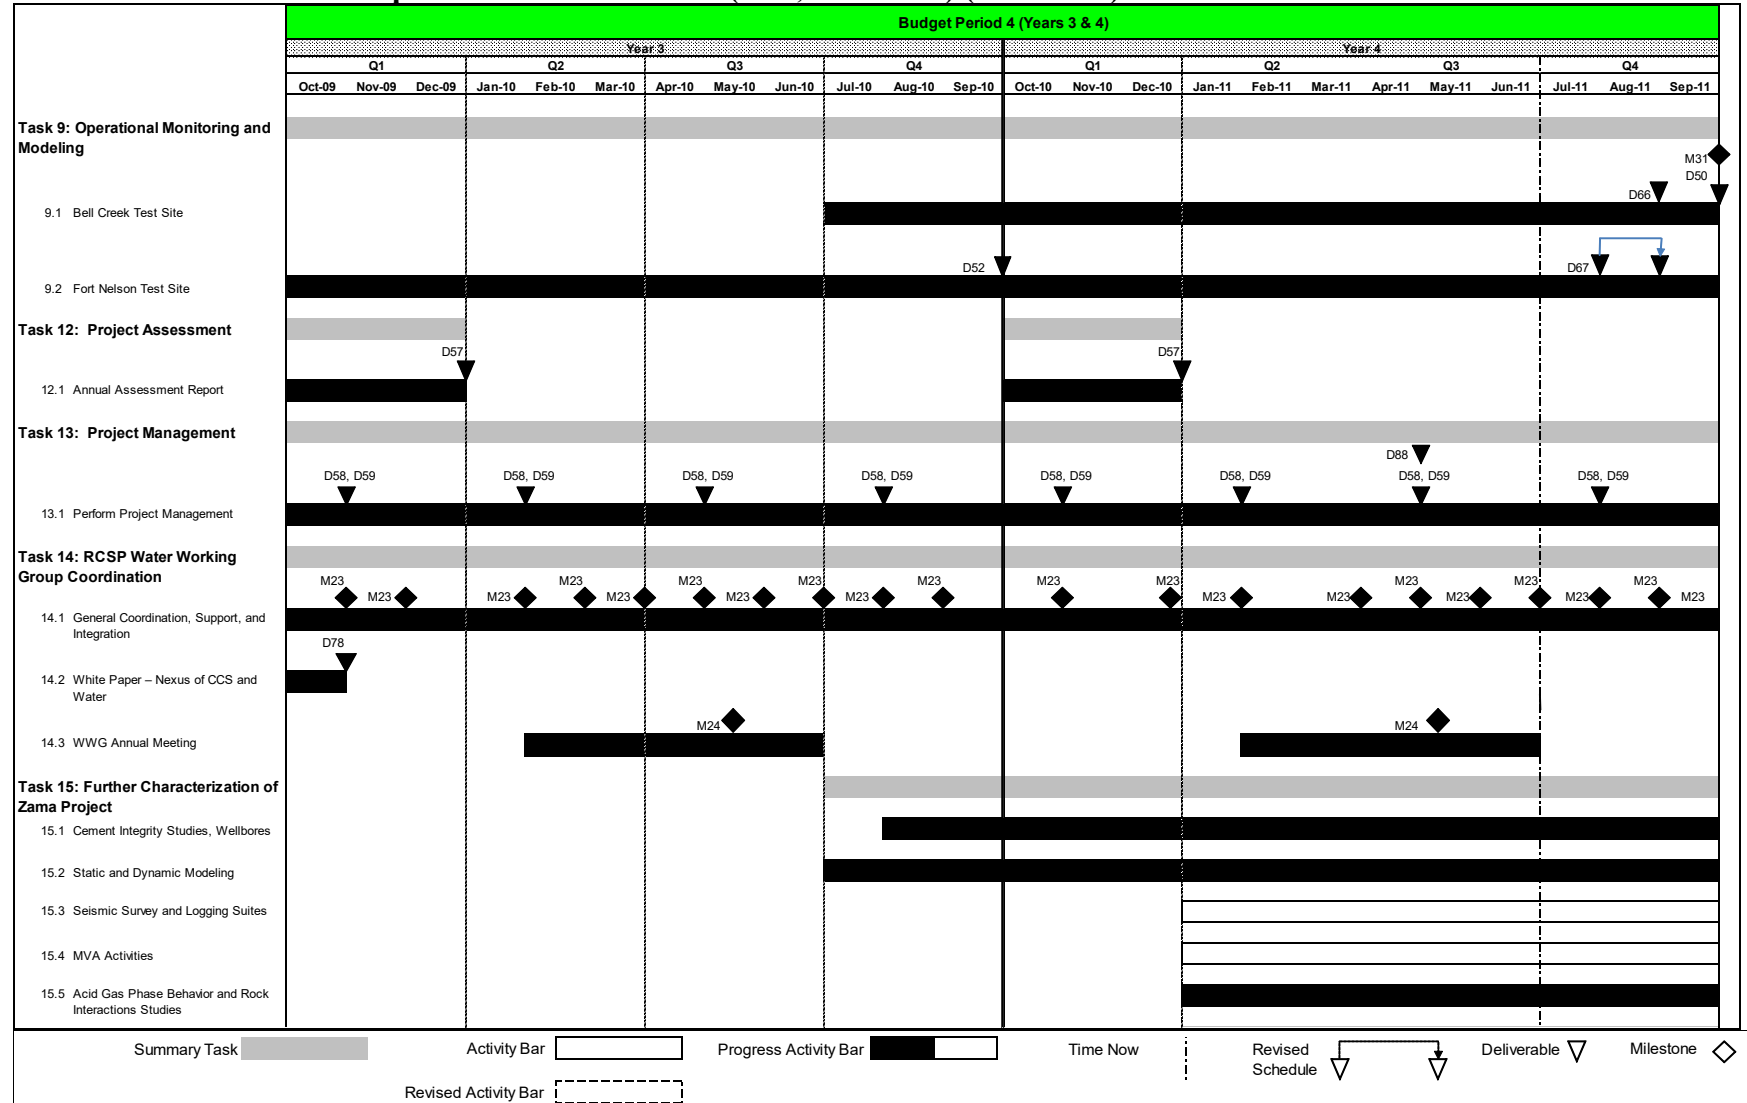 Budget Period 4 (Years 3 & 4)
Year 3 Year 4
Q1 Q2 Q3 Q4 Q1 Q2 Q3 Q4
Oct-09 Nov-09 Dec-09 Jan-10 Feb-10 Mar-10 Apr-10 May-10 Jun-10 Jul-10 Aug-10 Sep-10 Oct-10 Nov-10 Dec-10 Jan-11 Feb-11 Mar-11 Apr-11 May-11 Jun-11 Jul-11 Aug-11 Sep-11
Task 9: Operational Monitoring and
Modeling
M31
D50
D66
9.1 Bell Creek Test Site
D52 D67
9.2 Fort Nelson Test Site
Task 12: Project Assessment
D57 D57
12.1 Annual Assessment Report
Task 13: Project Management
D88
D58, D59 D58, D59 D58, D59 D58, D59 D58, D59 D58, D59 D58, D59 D58, D59
13.1 Perform Project Management
Task 14: RCSP Water Working
Group Coordination
M23 M23 M23 M23 M23 M23 M23 M23 M23 M23
M23 M23 M23 M23 M23 M23 M23 M23 M23 M23
14.1 General Coordination, Support, and
Integration
D78
14.2 White Paper – Nexus of CCS and
Water
M24 M24
14.3 WWG Annual Meeting
Task 15: Further Characterization of
Zama Project
15.1 Cement Integrity Studies, Wellbores
15.2 Static and Dynamic Modeling
15.3 Seismic Survey and Logging Suites
15.4 MVA Activities
15.5 Acid Gas Phase Behavior and Rock
Interactions Studies
Summary Task Activity Bar Progress Activity Bar Time Now Revised Deliverable Milestone
Schedule
Revised Activity Bar